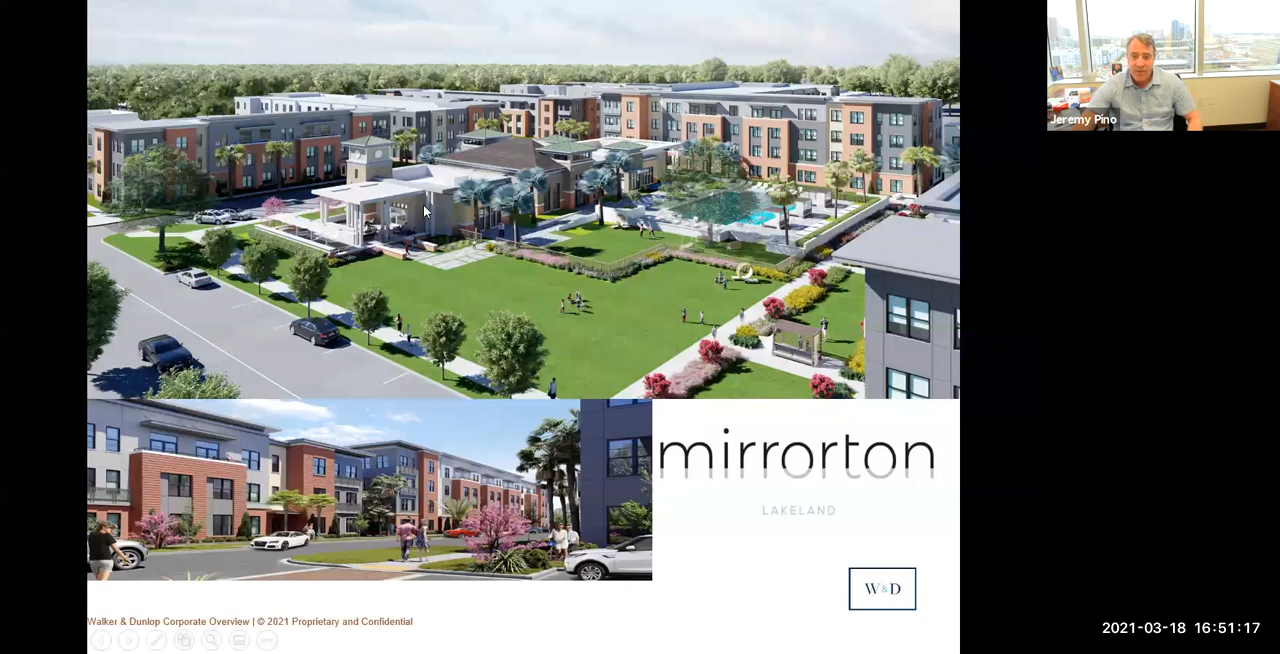 Jeremy Pino
mirrorton
LAKELAND
W&D
Walker & Dunlop Corporate Overview | © 2021 Proprietary and Confidential
2021-03-18 16:51:17